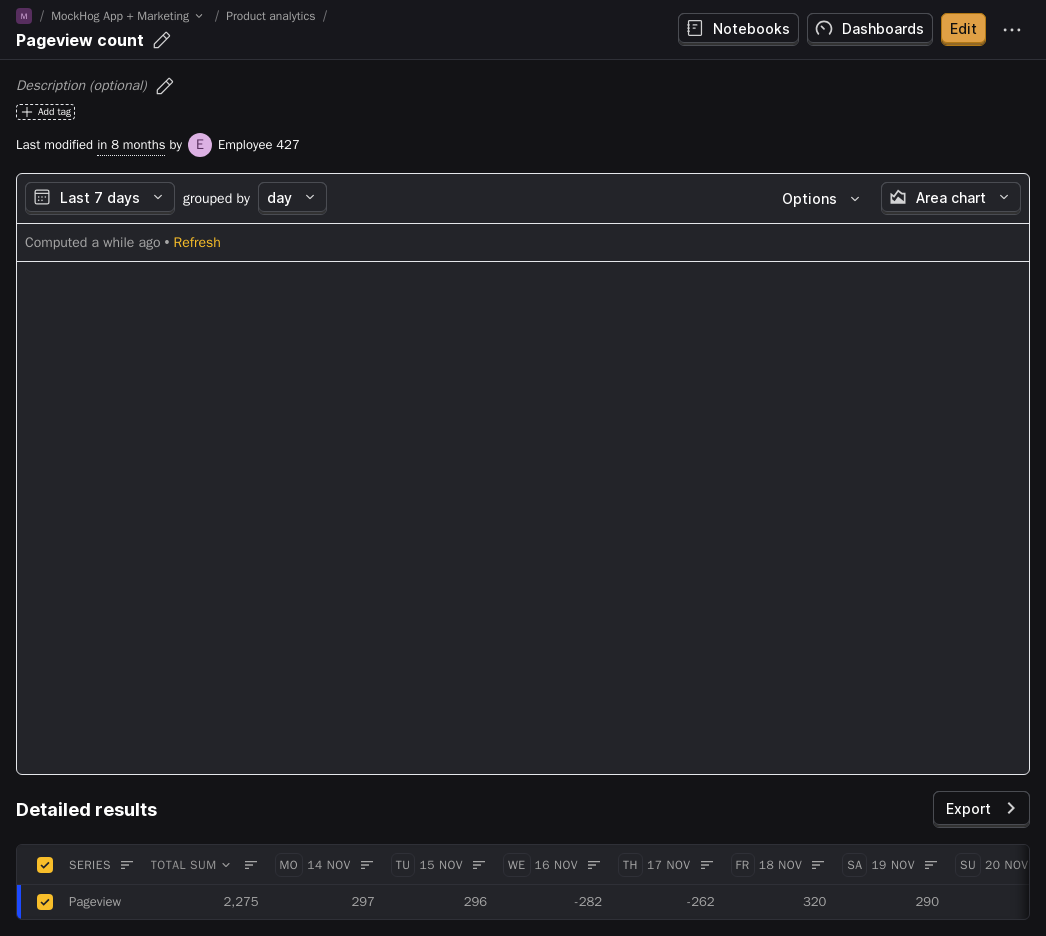 M / MockHog App + Marketing / Product analytics /
Pageview count
Notebooks
Dashboards
Edit
Description (optional)
Add tag
Last modified in 8 months by E Employee 427
Last 7 days grouped by day
Options
Area chart
Computed a while ago • Refresh
Detailed results
Export
SERIES TOTAL SUM MO 14 NOV TU 15 NOV WE 16 NOV TH 17 NOV FR 18 NOV SA 19 NOV SU 20 NOV
Pageview 2,275 297 296 -282 -262 320 290